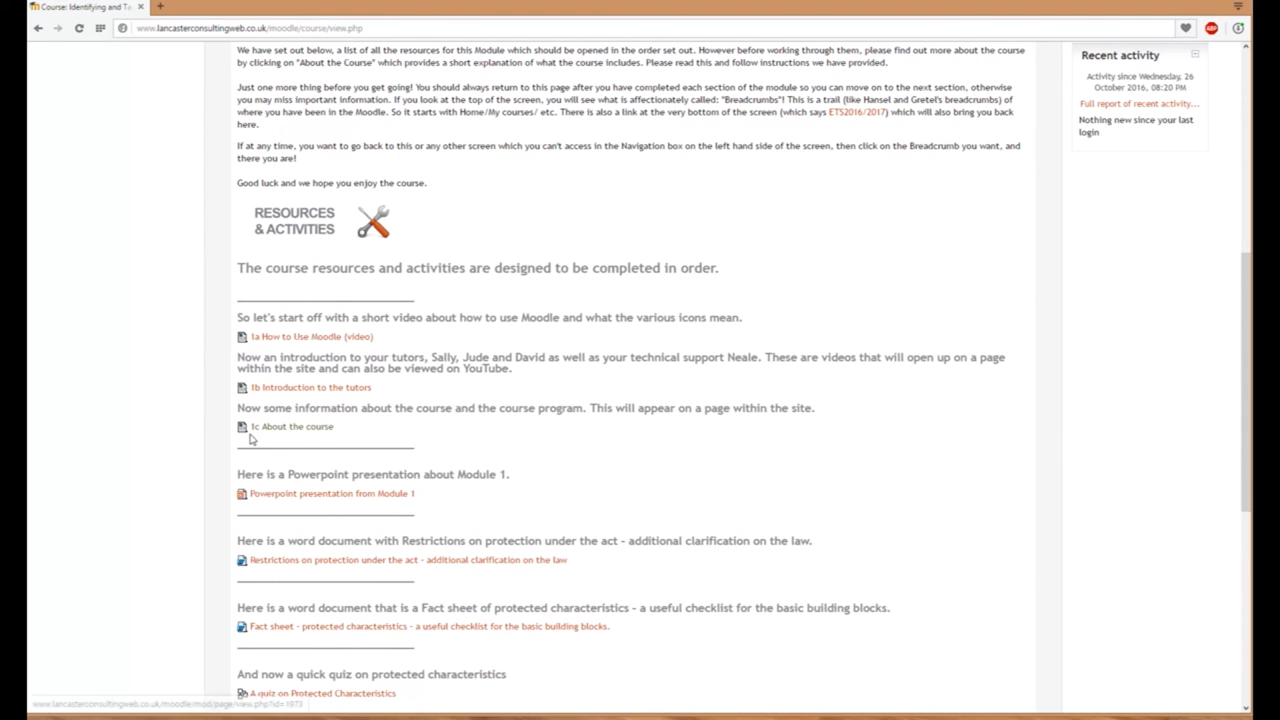 Course: Identifying and Ta
www.lancasterconsultingweb.co.uk/moodle/course/view.php
ABP
We have set out below, a list of all the resources for this Module which should be opened in the order set out. However before working through them, please find out more about the course
by clicking on "About the Course" which provides a short explanation of what the course includes. Please read this and follow instructions we have provided.
Just one more thing before you get going! You should always return to this page after you have completed each section of the module so you can move on to the next section, otherwise
you may miss important information. If you look at the top of the screen, you will see what is affectionately called: "Breadcrumbs"! This is a trail (like Hansel and Gretel's breadcrumbs) of
where you have been in the Moodle. So it starts with Home/My courses/ etc. There is also a link at the very bottom of the screen (which says ETS2016/2017) which will also bring you back
here.
If at any time, you want to go back to this or any other screen which you can't access in the Navigation box on the left hand side of the screen, then click on the Breadcrumb you want, and
there you are!
Good luck and we hope you enjoy the course.
RESOURCES
& ACTIVITIES
The course resources and activities are designed to be completed in order.
So let's start off with a short video about how to use Moodle and what the various icons mean.
1a How to Use Moodle (video)
Now an introduction to your tutors, Sally, Jude and David as well as your technical support Neale. These are videos that will open up on a page
within the site and can also be viewed on YouTube.
1b Introduction to the tutors
Now some information about the course and the course program. This will appear on a page within the site.
1c About the course
Here is a Powerpoint presentation about Module 1.
Powerpoint presentation from Module 1
Here is a word document with Restrictions on protection under the act - additional clarification on the law.
Restrictions on protection under the act - additional clarification on the law
Here is a word document that is a Fact sheet of protected characteristics - a useful checklist for the basic building blocks.
Fact sheet - protected characteristics - a useful checklist for the basic building blocks.
And now a quick quiz on protected characteristics
A quiz on Protected Characteristics
www.lancasterconsultingweb.co.uk/moodle/mod/page/view.php?id=1973
Recent activity
Activity since Wednesday, 26
October 2016, 08:20 PM
Full report of recent activity...
Nothing new since your last
login